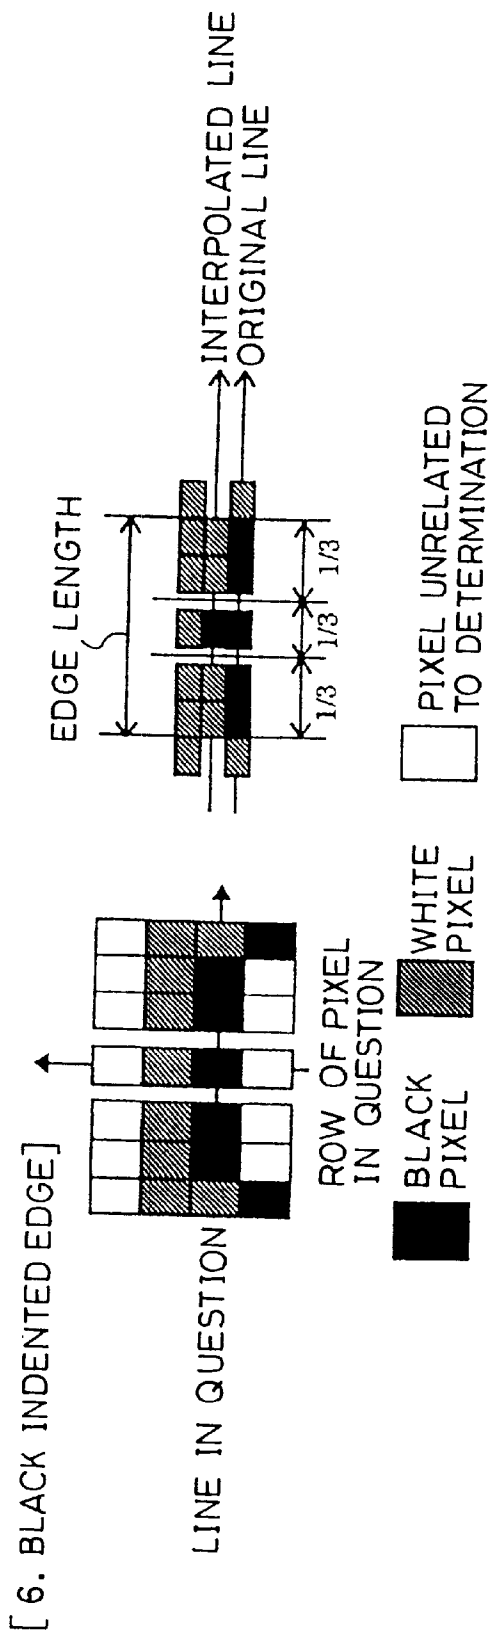 [ 6. BLACK INDENTED EDGE]
EDGE LENGTH
LINE IN QUESTION
INTERPOLATED LINE
ORIGINAL LINE
1/3
1/3
1/3
ROW OF PIXEL
IN QUESTION
BLACK
PIXEL
WHITE
PIXEL
PIXEL UNRELATED
TO DETERMINATION